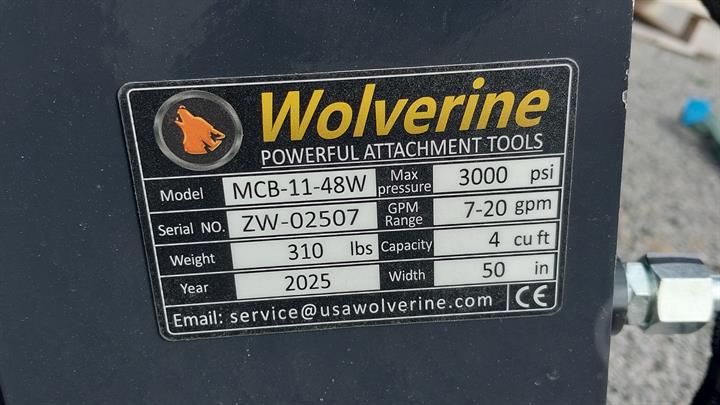 Wolverine
POWERFUL ATTACHMENT TOOLS
Model MCB-11-48W Max pressure 3000 psi
Serial NO. ZW-02507 GPM Range 7-20 gpm
Weight 310 lbs Capacity 4 cu ft
Year 2025 Width 50 in
Email: service@usawolverine.com CE